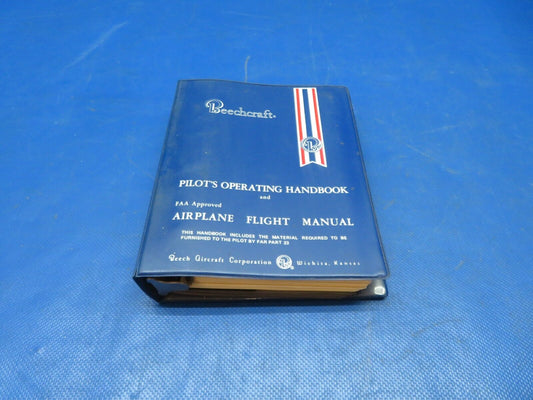 Beechcraft
B
PILOT'S OPERATING HANDBOOK
and
FAA Approved
AIRPLANE FLIGHT MANUAL
THIS HANDBOOK INCLUDES THE MATERIAL REQUIRED TO BE
FURNISHED TO THE PILOT BY FAR PART 23
Beech Aircraft Corporation B Wichita, Kansas